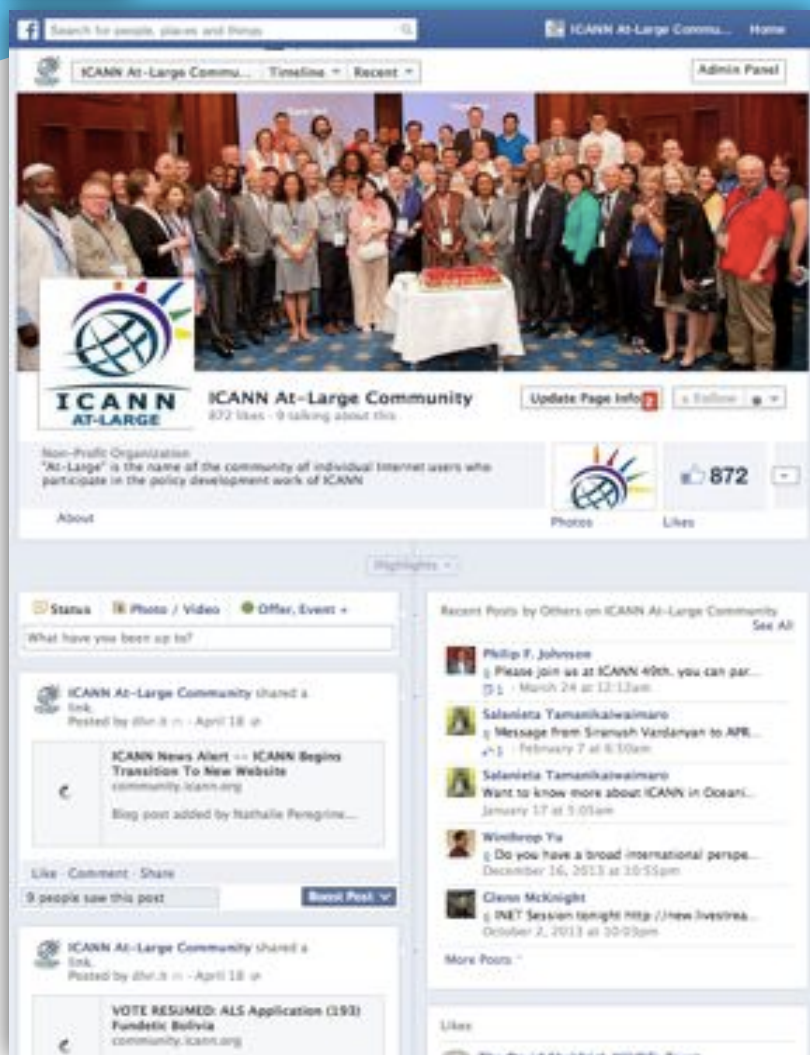 Search for people, places and things
ICANN At-Large Commu... Home
ICANN At-Large Commu... Timeline Recent
Admin Panel
ICANN
AT-LARGE
ICANN At-Large Community
872 likes · 9 talking about this
Update Page Info 2
Follow
Non-Profit Organization
"At-Large" is the name of the community of individual Internet users who
participate in the policy development work of ICANN
About
872
Photos
Likes
Highlights
Status Photo / Video Offer, Event +
What have you been up to?
ICANN At-Large Community shared a
link.
Posted by · April 18
ICANN News Alert -- ICANN Begins
Transition To New Website
community.icann.org
Blog post added by Nathalie Peregrine...
Like · Comment · Share
9 people saw this post
Boost Post
ICANN At-Large Community shared a
link.
Posted by · April 18
VOTE RESUMED: ALS Application (193)
Fundetic Bolivia
community.icann.org
Recent Posts by Others on ICANN At-Large Community
See All
Philip F. Johnson
Please join us at ICANN 49th, you can par...
1 · March 24 at 12:12am
Salanieta Tamanikaiwaimaro
Message from Siranush Vardanyan to APR...
1 · February 7 at 6:50am
Salanieta Tamanikaiwaimaro
Want to know more about ICANN in Oceani...
January 17 at 5:05am
Winthrop Yu
Do you have a broad international perspe...
December 16, 2013 at 10:55pm
Glenn McKnight
INET Session tonight http://new.livestrea...
October 2, 2013 at 10:03pm
More Posts
Likes